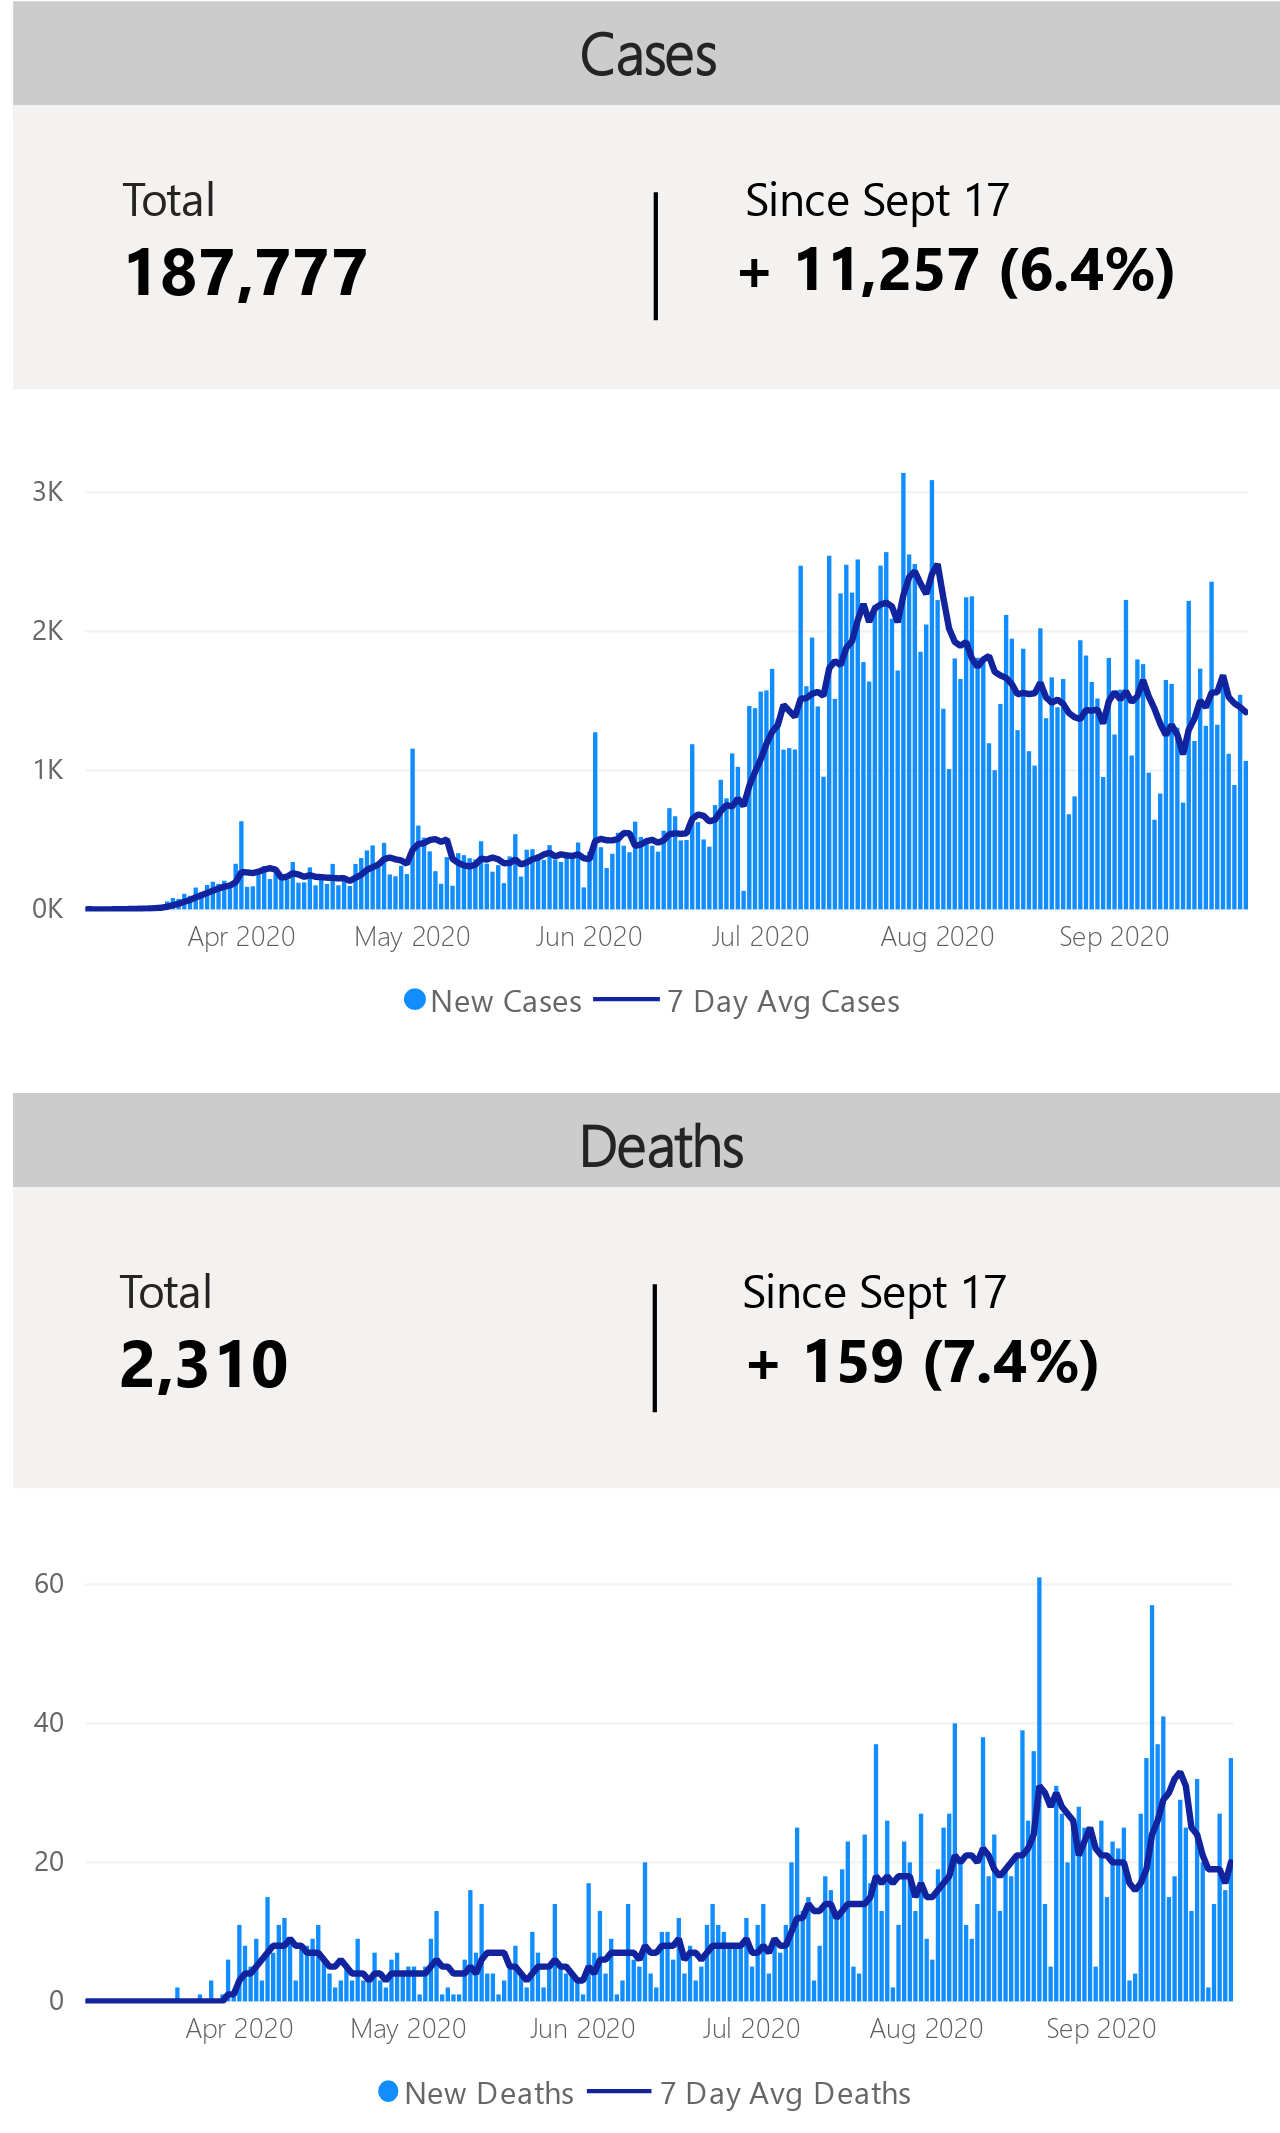 Cases
Total
Since Sept 17
187,777
+ 11,257 (6.4%)
3K
2K
1K
0K
Apr 2020 May 2020 Jun 2020 Jul 2020 Aug 2020 Sep 2020
New Cases 7 Day Avg Cases
Deaths
Total
Since Sept 17
2,310
+ 159 (7.4%)
60
40
20
0
Apr 2020 May 2020 Jun 2020 Jul 2020 Aug 2020 Sep 2020
New Deaths 7 Day Avg Deaths